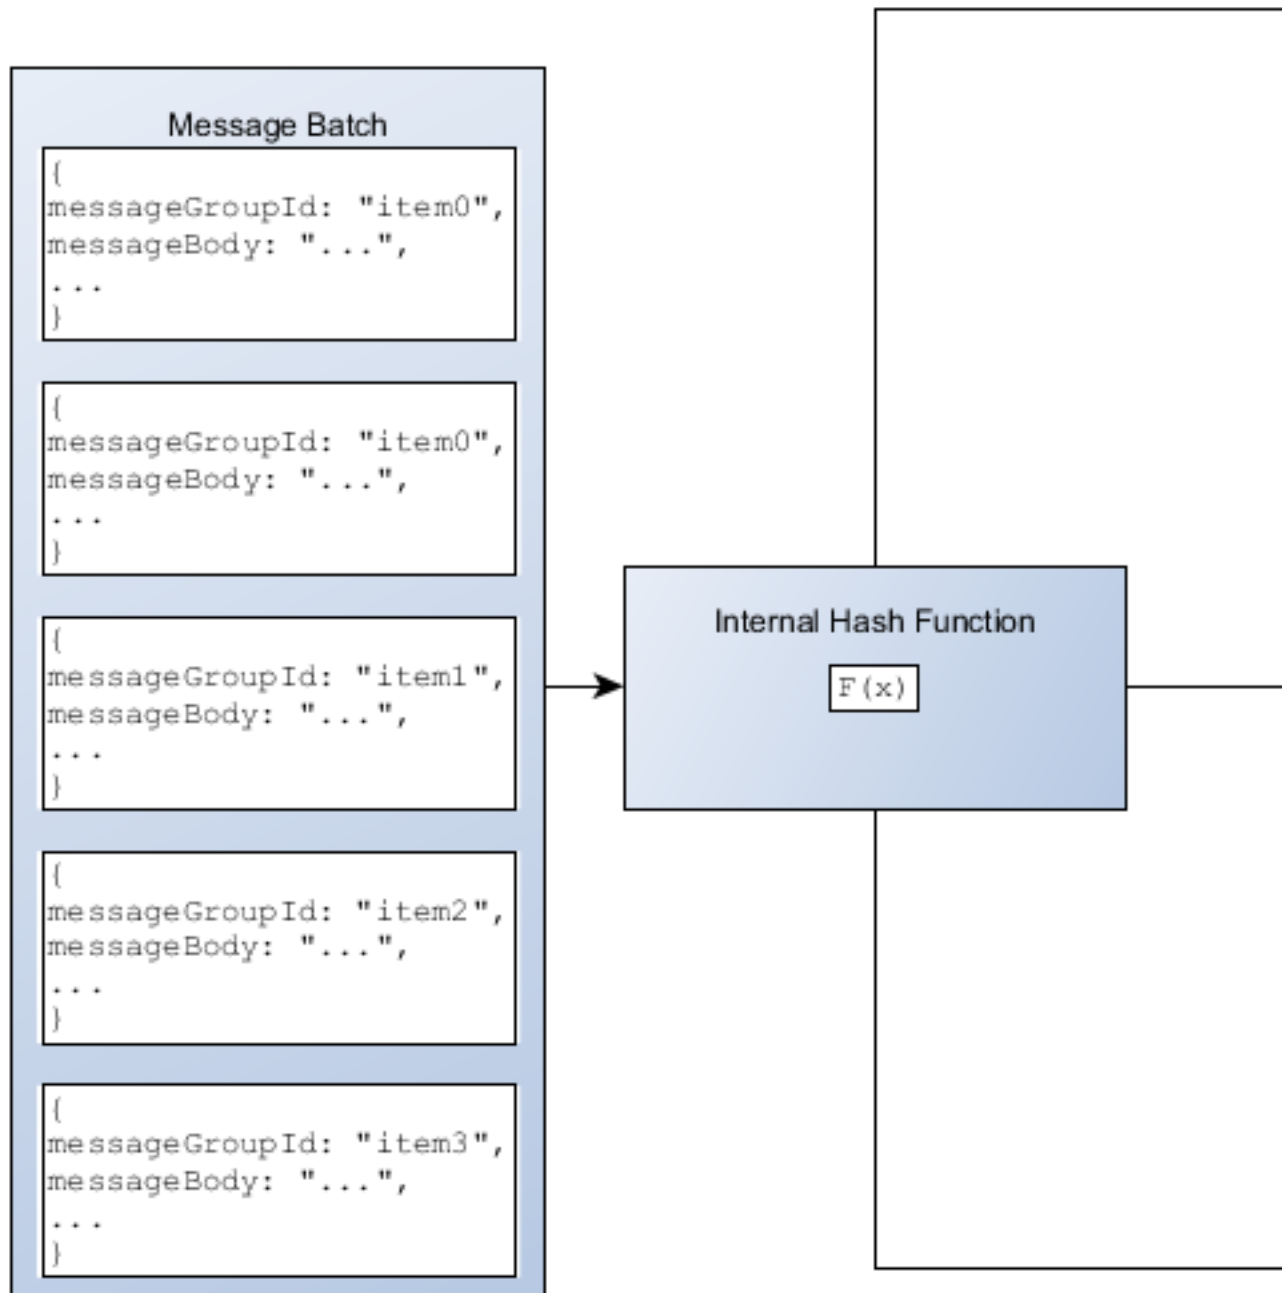 Message Batch
{
messageGroupId: "item0",
messageBody: "...",
...
}
{
messageGroupId: "item0",
messageBody: "...",
...
}
{
messageGroupId: "item1",
messageBody: "...",
...
}
{
messageGroupId: "item2",
messageBody: "...",
...
}
{
messageGroupId: "item3",
messageBody: "...",
...
}
Internal Hash Function
F(x)